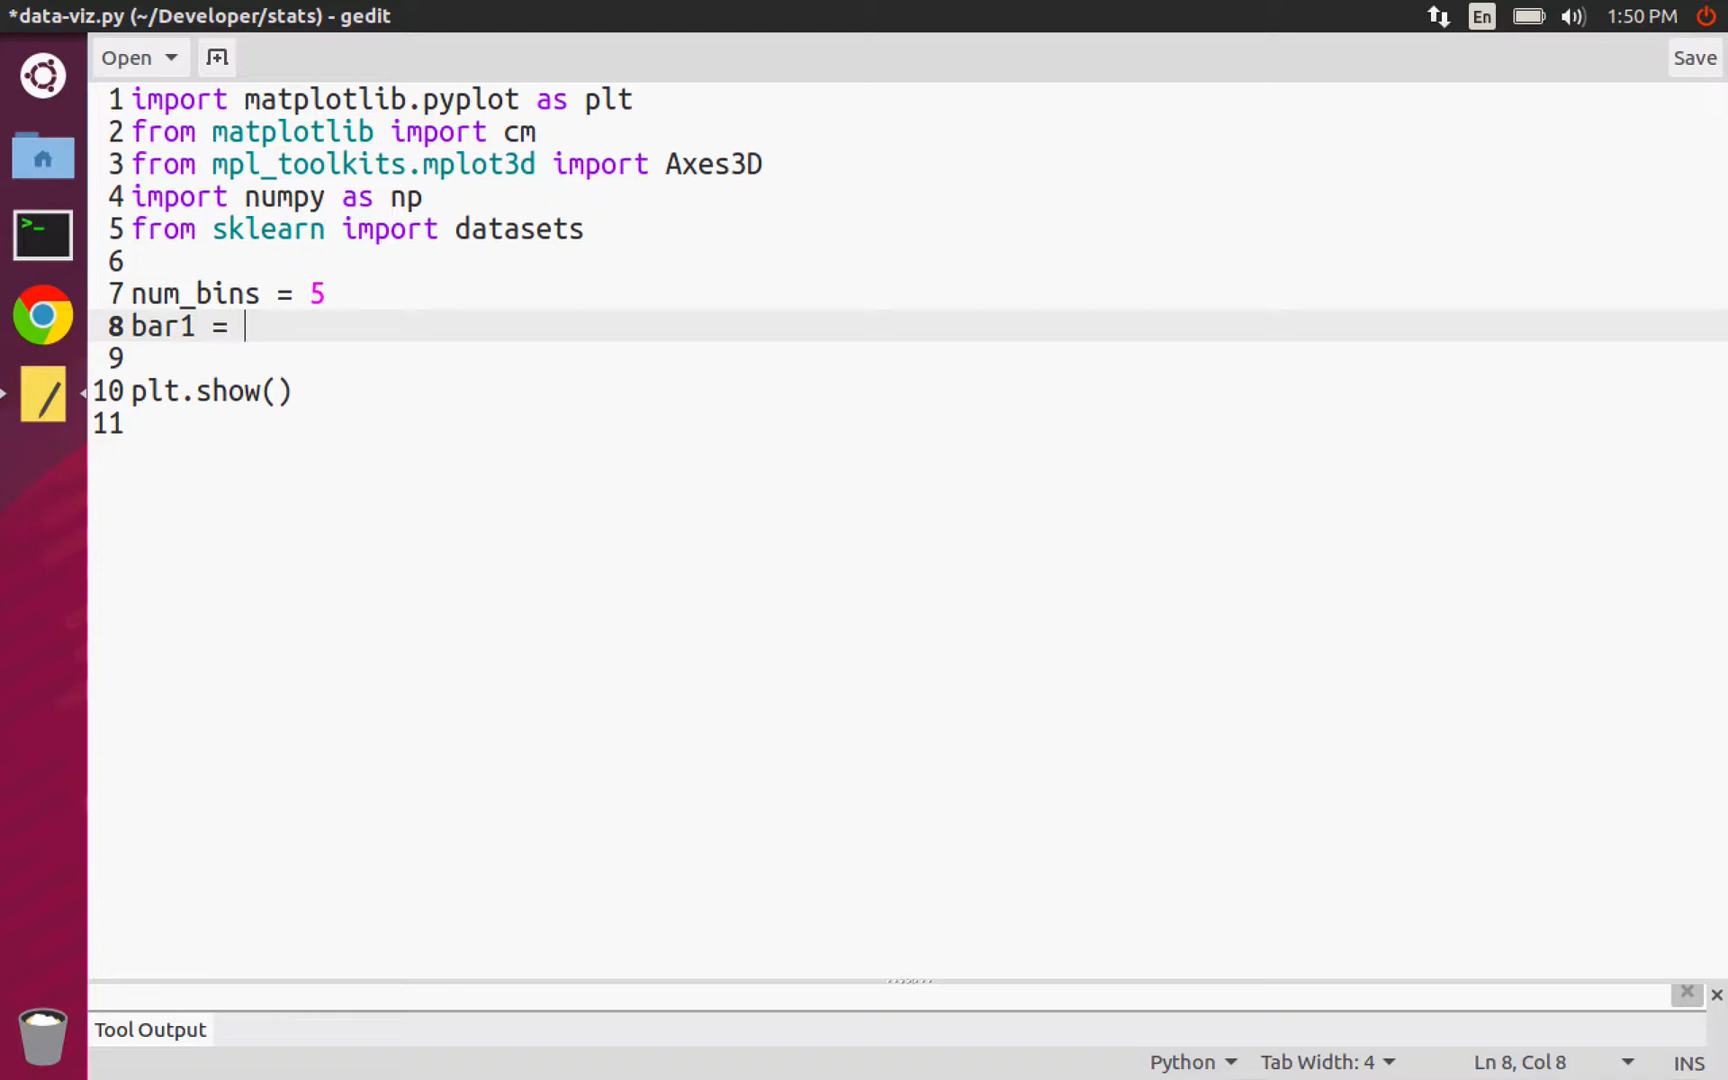 *data-viz.py (~/Developer/stats) - gedit
En
1:50 PM
Open
Save
1 import matplotlib.pyplot as plt
2 from matplotlib import cm
3 from mpl_toolkits.mplot3d import Axes3D
4 import numpy as np
5 from sklearn import datasets
6
7 num_bins = 5
8 bar1 =
9
10 plt.show()
11
Tool Output
Python
Tab Width: 4
Ln 8, Col 8
INS